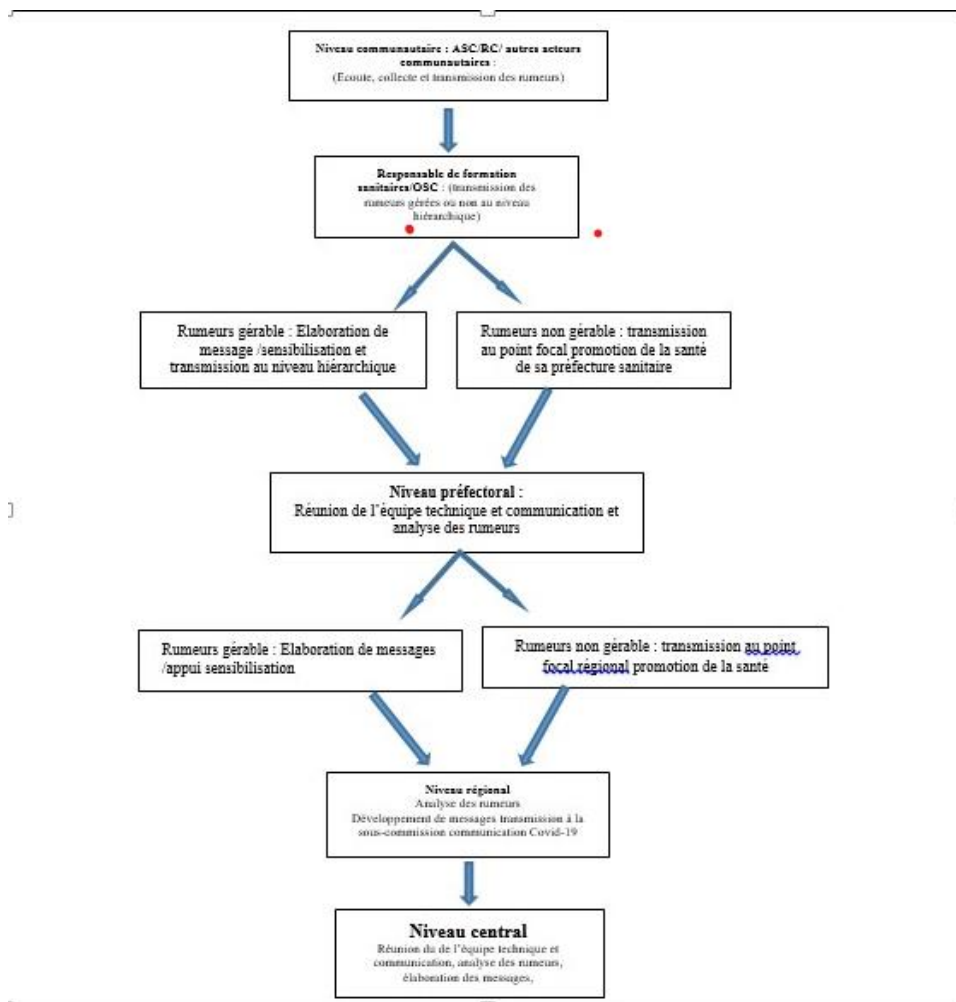 Niveau communautaire : ASC/RC/ autres acteurs
communautaires :
(Ecoute, collecte et transmission des rumeurs)
Responsable de formation
sanitaires/OSC : (transmission des
rumeurs gérées ou non au niveau
hiérarchique)
Rumeurs gérable : Elaboration de
message /sensibilisation et
transmission au niveau hiérarchique
Rumeurs non gérable : transmission
au point focal promotion de la santé
de sa préfecture sanitaire
Niveau préfectoral :
Réunion de l’équipe technique et communication et
analyse des rumeurs
Rumeurs gérable : Elaboration de messages
/appui sensibilisation
Rumeurs non gérable : transmission au point
focal régional promotion de la santé
Niveau régional
Analyse des rumeurs
Développement de messages transmission à la
sous-commission communication Covid-19
Niveau central
Réunion du de l’équipe technique et
communication, analyse des rumeurs,
élaboration des messages,